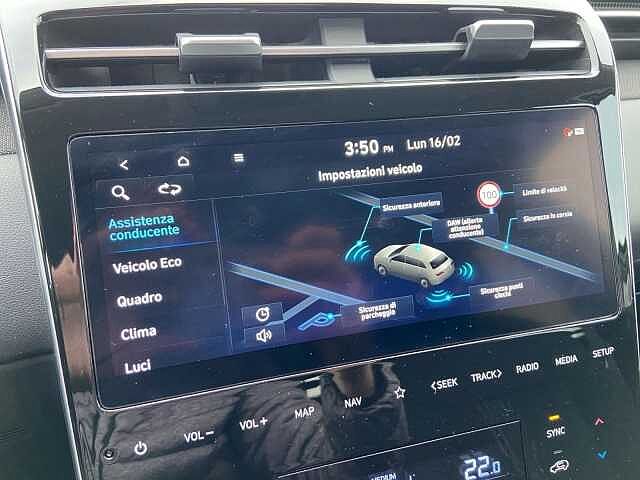 3:50 PM Lun 16/02
Impostazioni veicolo
Assistenza
conducente
Veicolo Eco
Quadro
Clima
Luci
Sicurezza anteriore
100
Limite di velocità
DAW (allerta
attenzione
conducente)
Sicurezza in corsia
Sicurezza di
parcheggio
Sicurezza punti
ciechi
VOL−
VOL+
MAP
NAV
<SEEK
TRACK>
RADIO
MEDIA
SETUP
SYNC
MEDIUM
22.0